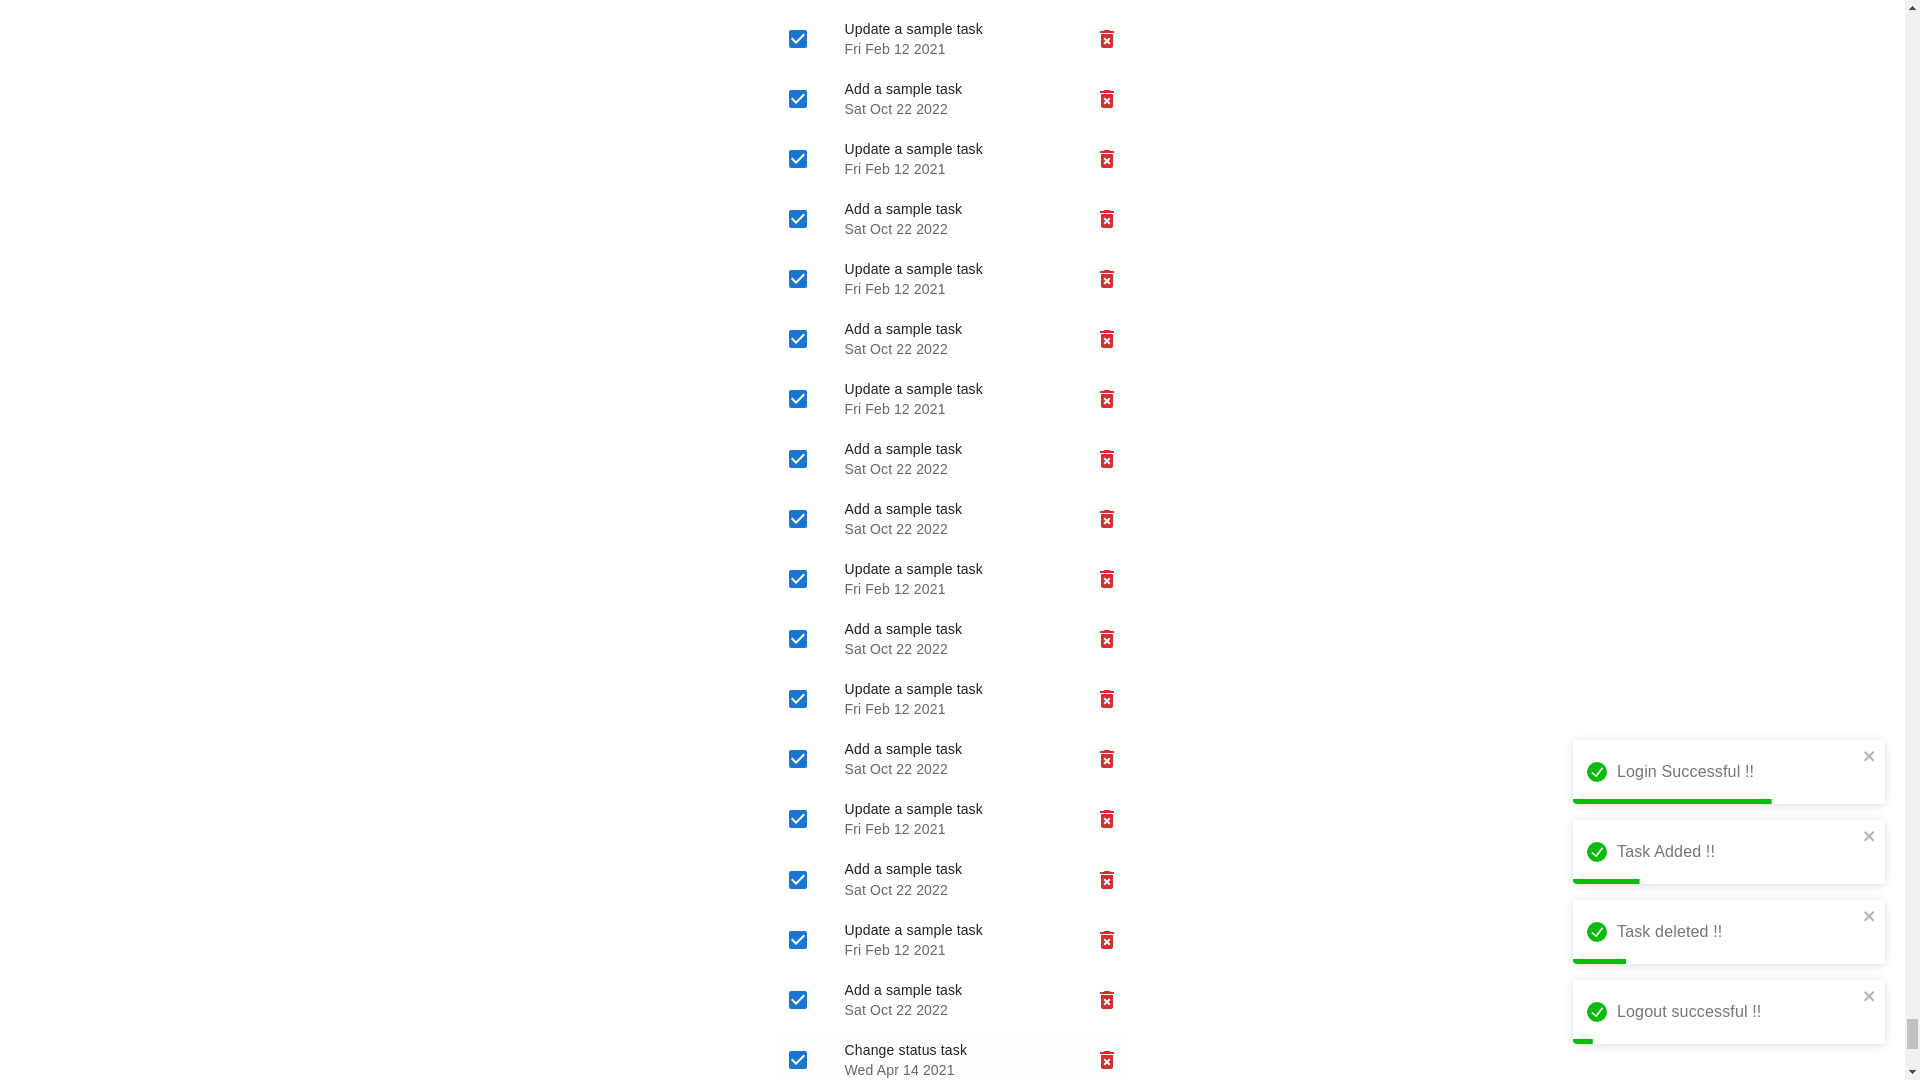 Update a sample task
Fri Feb 12 2021
Add a sample task
Sat Oct 22 2022
Update a sample task
Fri Feb 12 2021
Add a sample task
Sat Oct 22 2022
Update a sample task
Fri Feb 12 2021
Add a sample task
Sat Oct 22 2022
Update a sample task
Fri Feb 12 2021
Add a sample task
Sat Oct 22 2022
Add a sample task
Sat Oct 22 2022
Update a sample task
Fri Feb 12 2021
Add a sample task
Sat Oct 22 2022
Update a sample task
Fri Feb 12 2021
Add a sample task
Sat Oct 22 2022
Update a sample task
Fri Feb 12 2021
Add a sample task
Sat Oct 22 2022
Update a sample task
Fri Feb 12 2021
Add a sample task
Sat Oct 22 2022
Change status task
Wed Apr 14 2021
Login Successful !!
Task Added !!
Task deleted !!
Logout successful !!